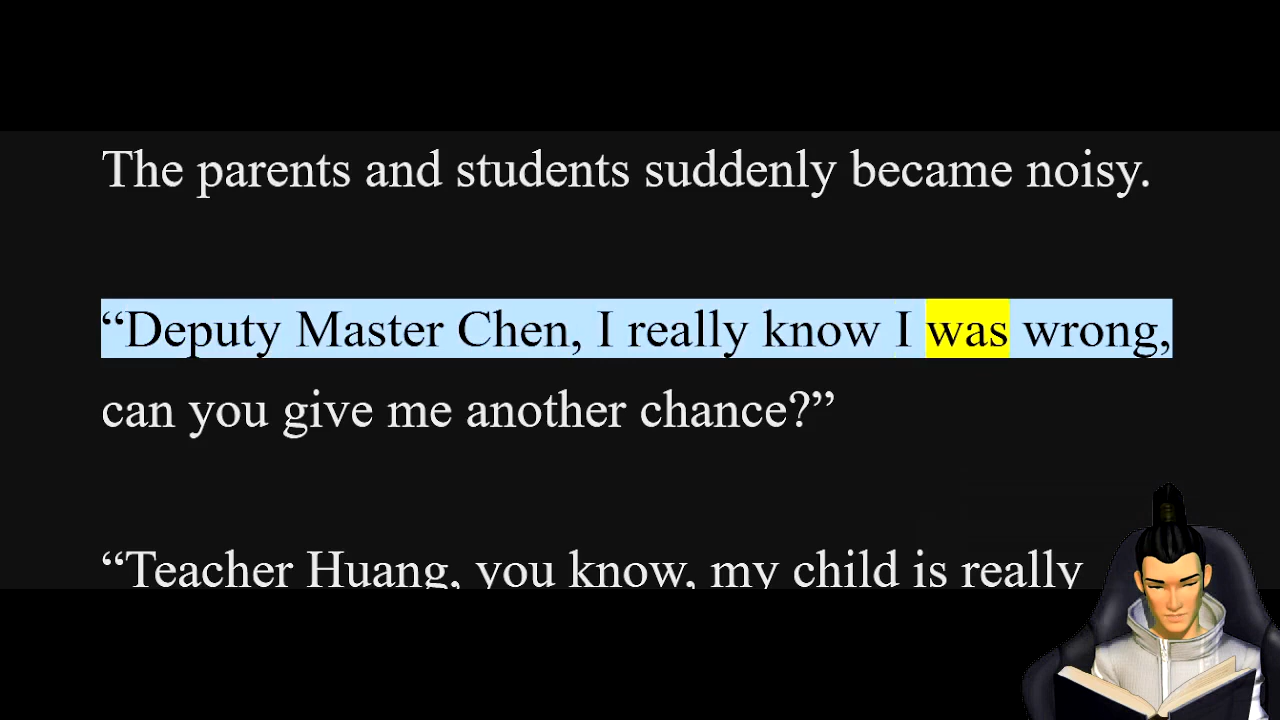 The parents and students suddenly became noisy.
“Deputy Master Chen, I really know I was wrong,
can you give me another chance?”
“Teacher Huang, you know, my child is really